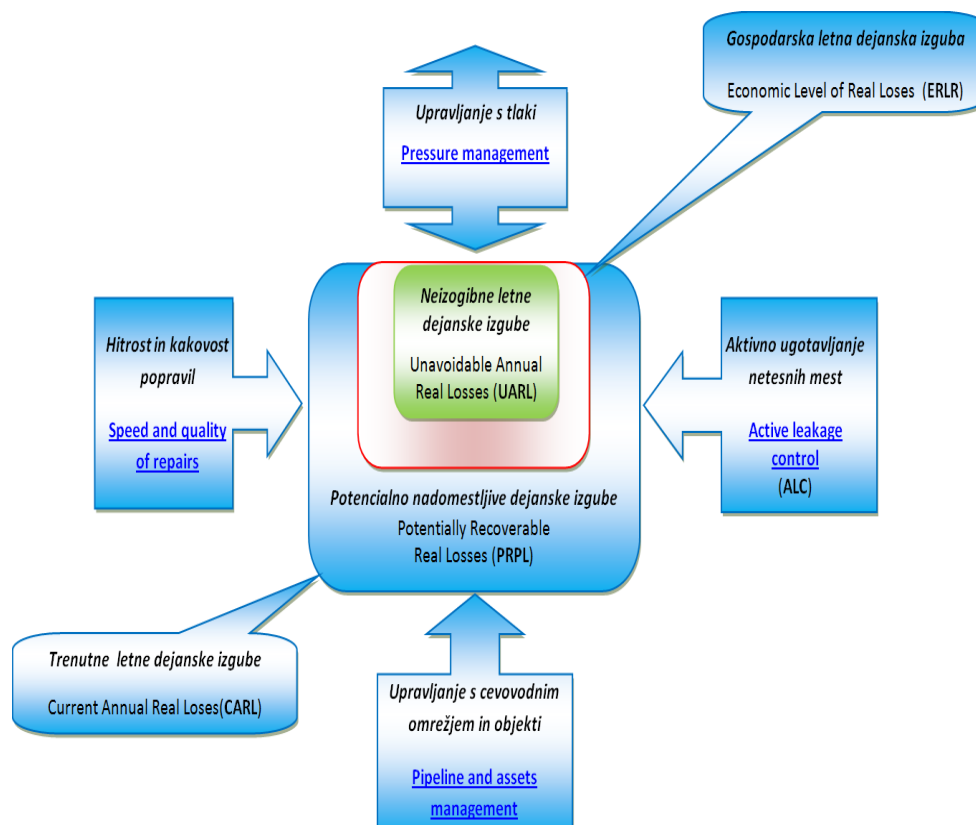 Gospodarska letna dejanska izguba
Economic Level of Real Loses (ERLR)
Upravljanje s tlaki
Pressure management
Neizogibne letne
dejanske izgube
Unavoidable Annual
Real Losses (UARL)
Hitrost in kakovost
popravil
Speed and quality
of repairs
Aktivno ugotavljanje
netesnih mest
Active leakage
control
(ALC)
Potencialno nadomestljive dejanske izgube
Potentially Recoverable
Real Losses (PRPL)
Trenutne letne dejanske izgube
Current Annual Real Loses(CARL)
Upravljanje s cevovodnim
omrežjem in objekti
Pipeline and assets
management